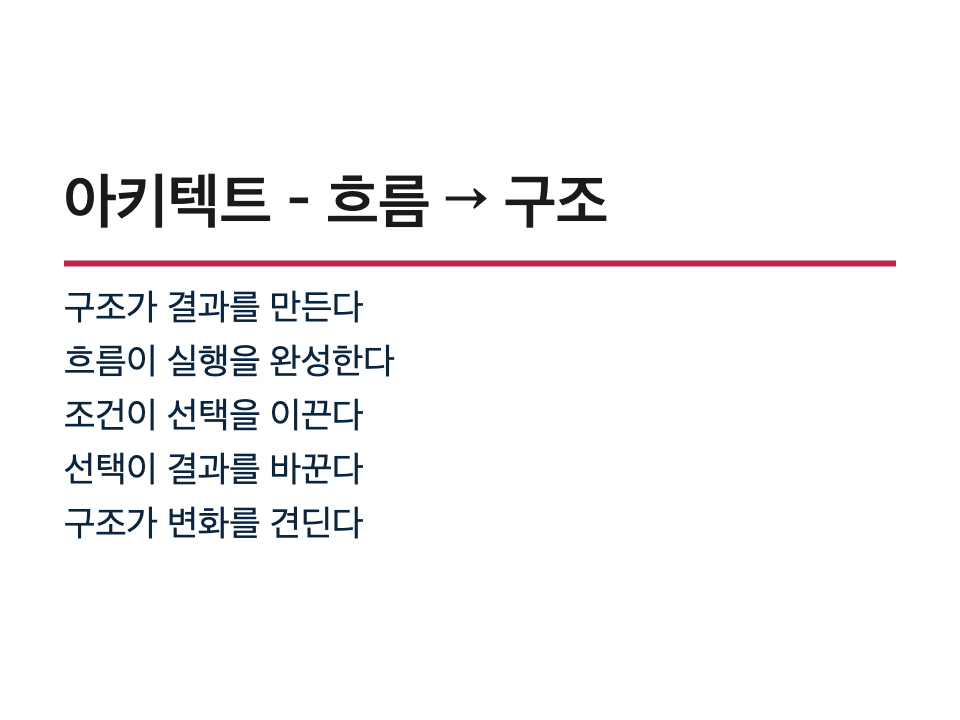 아키텍트 - 흐름 → 구조
구조가 결과를 만든다
흐름이 실행을 완성한다
조건이 선택을 이끈다
선택이 결과를 바꾼다
구조가 변화를 견딘다